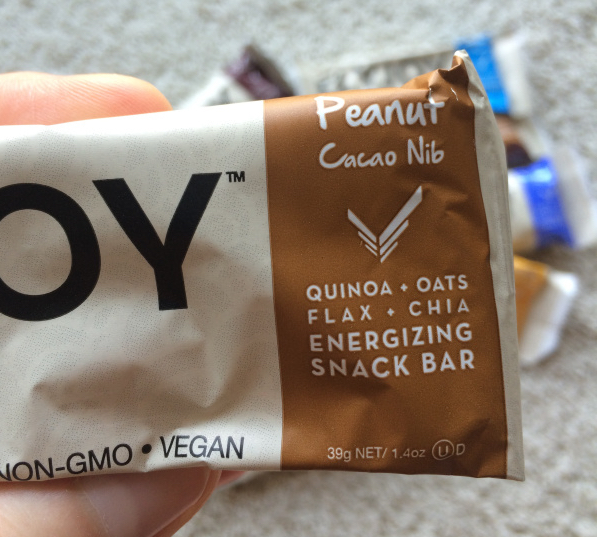 OY™
NON-GMO • VEGAN
Peanut
Cacao Nib
QUINOA + OATS
FLAX + CHIA
ENERGIZING
SNACK BAR
39g NET/ 1.4oz Ⓤ D